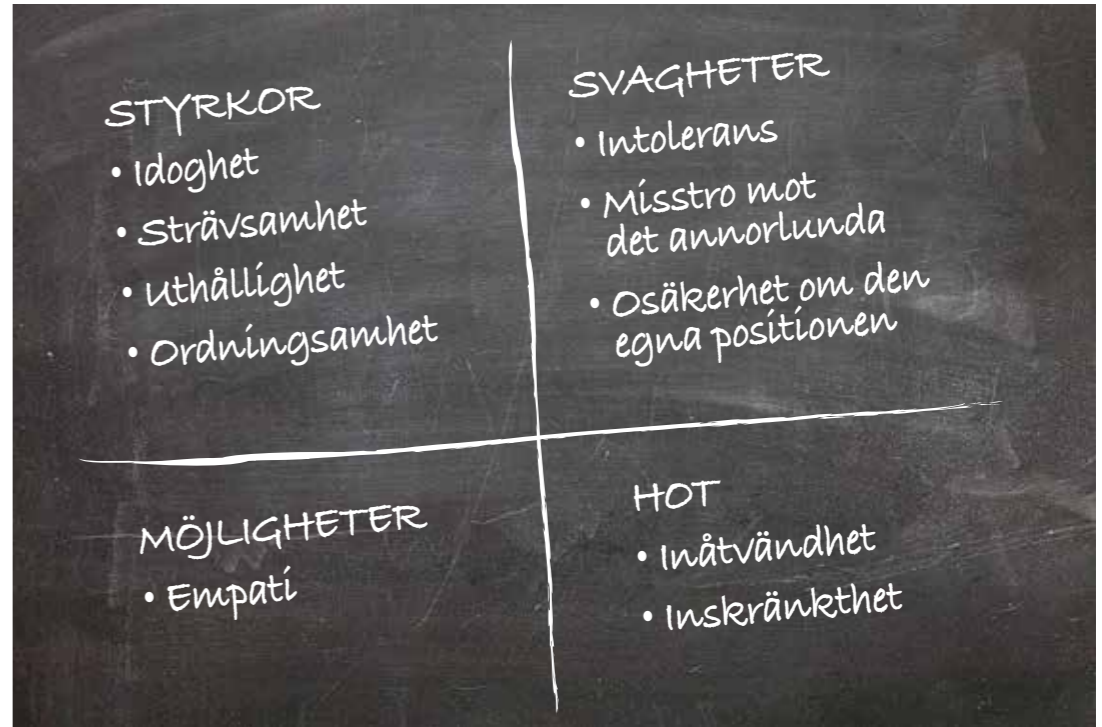 STYRKOR
• Idoghet
• Strävsamhet
• Uthållighet
• Ordningsamhet
SVAGHETER
• Intolerans
• Misstro mot
det annorlunda
• Osäkerhet om den
egna positionen
MÖJLIGHETER
• Empati
HOT
• Inåtvändhet
• Inskränkthet